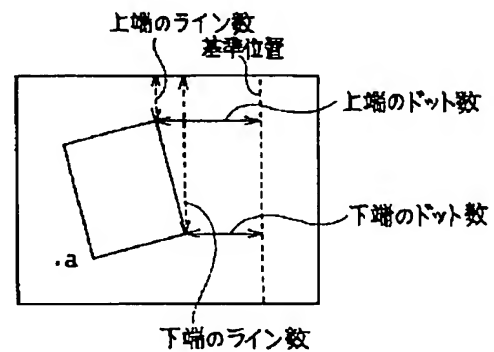 上端のライン数
基準位置
上端のドット数
下端のドット数
.a
下端のライン数